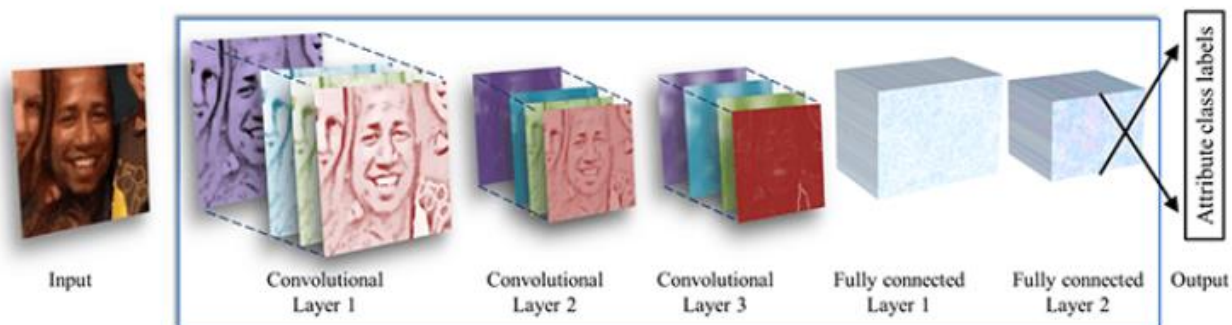 Attribute class labels
Input
Convolutional
Layer 1
Convolutional
Layer 2
Convolutional
Layer 3
Fully connected
Layer 1
Fully connected
Layer 2
Output